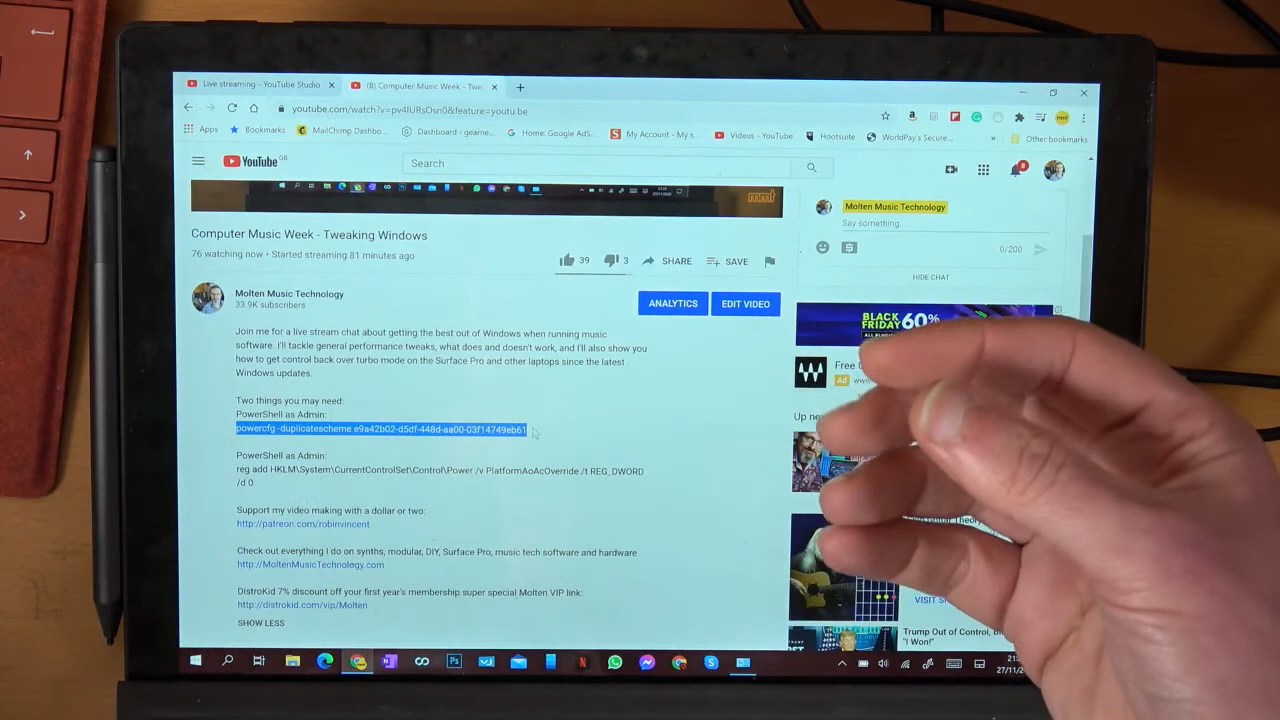 Live streaming - YouTube Studio
(8) Computer Music Week - Twe
youtube.com/watch?v=pv4IURsOsn0&feature=youtu.be
Apps
Bookmarks
MailChimp Dashbo...
Dashboard ‹ gearne...
Home: Google AdS...
My Account - My s...
Videos - YouTube
Hootsuite
WorldPay's Secure...
»
Other bookmarks
YouTube GB
Search
8
mmt
Computer Music Week - Tweaking Windows
76 watching now • Started streaming 81 minutes ago
39
3
SHARE
SAVE
Molten Music Technology
33.9K subscribers
ANALYTICS
EDIT VIDEO
Join me for a live stream chat about getting the best out of Windows when running music
software. I'll tackle general performance tweaks, what does and doesn't work, and I'll also show you
how to get control back over turbo mode on the Surface Pro and other laptops since the latest
Windows updates.
Two things you may need:
PowerShell as Admin:
powercfg -duplicatescheme e9a42b02-d5df-448d-aa00-03f14749eb61
PowerShell as Admin:
reg add HKLM\System\CurrentControlSet\Control\Power /v PlatformAoAcOverride /t REG_DWORD
/d 0
Support my video making with a dollar or two:
http://patreon.com/robinvincent
Check out everything I do on synths, modular, DIY, Surface Pro, music tech software and hardware
http://MoltenMusicTechnology.com
DistroKid 7% discount off your first year's membership super special Molten VIP link:
http://distrokid.com/vip/Molten
SHOW LESS
Molten Music Technology
Say something.
0/200
HIDE CHAT
BLACK
FRIDAY 60%
Free
Ad
Up
VISIT
Trump Out of Control,
"I Won!"
27/11/